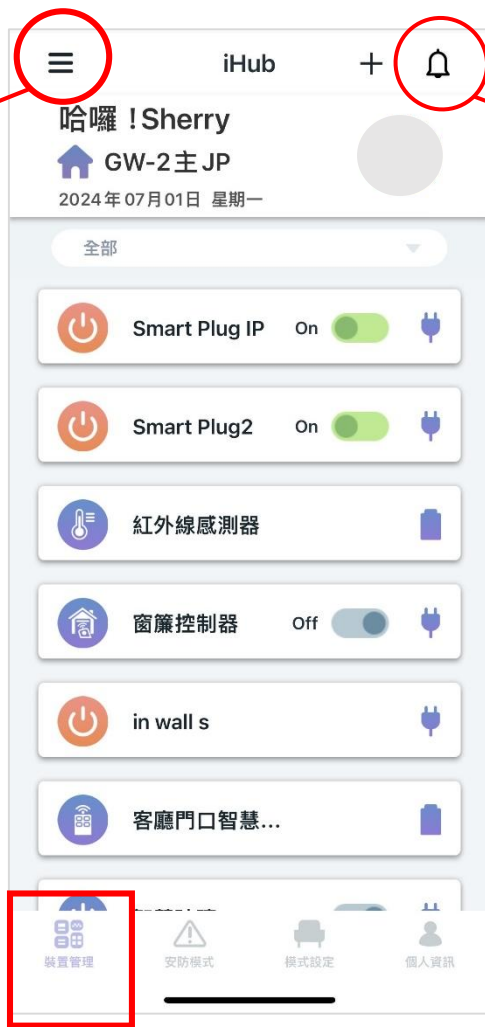 iHub
哈囉！Sherry
GW-2主 JP
2024年07月01日 星期一
全部
Smart Plug IP On
Smart Plug2 On
紅外線感測器
窗簾控制器 Off
in wall s
客廳門口智慧...
裝置管理 安防模式 模式設定 個人資訊